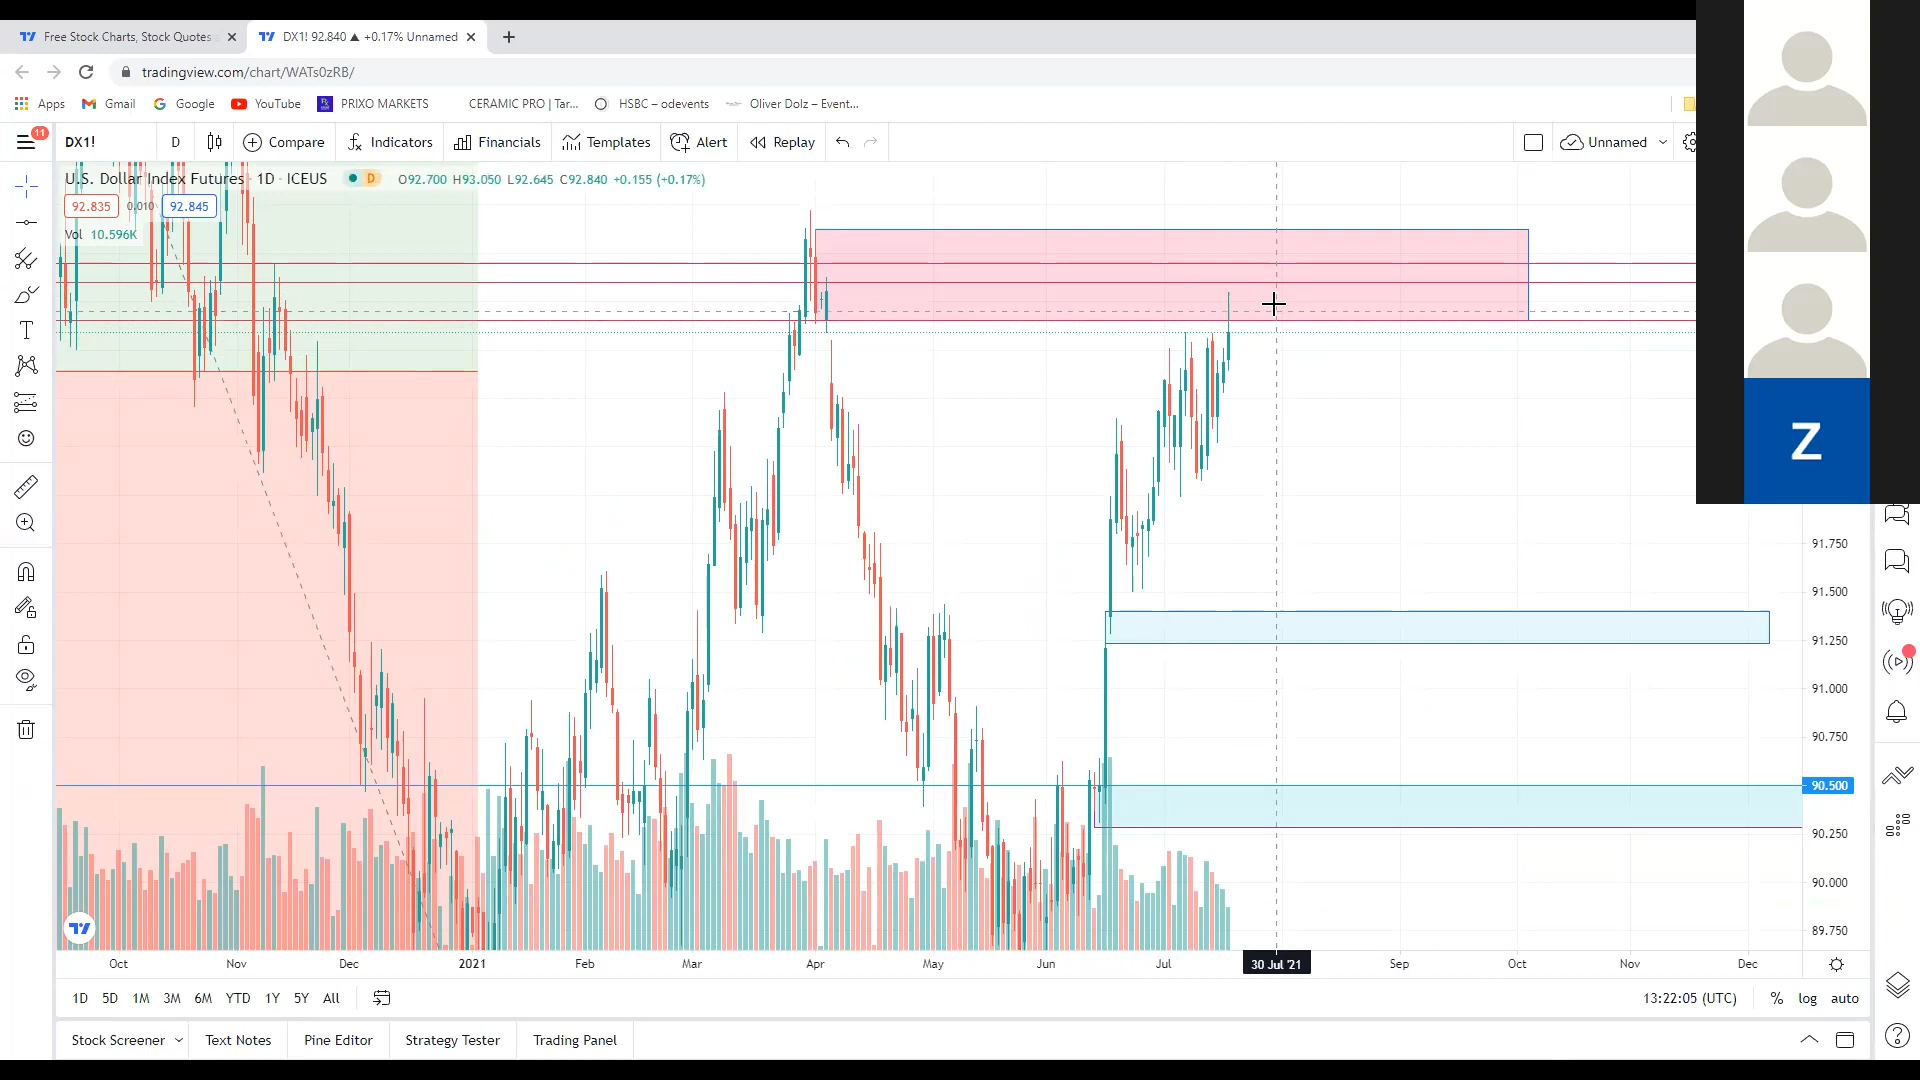 Free Stock Charts, Stock Quotes
DX1! 92.840 ▲ +0.17% Unnamed
tradingview.com/chart/WATs0zRB/
Apps Gmail Google YouTube PRIXO MARKETS CERAMIC PRO | Tar... HSBC – odevents Oliver Dolz – Event...
11
DX1! D Compare Indicators Financials Templates Alert Replay Unnamed
U.S. Dollar Index Futures · 1D · ICEUS D O92.700 H93.050 L92.645 C92.840 +0.155 (+0.17%)
92.835 0.010 92.845
Vol 10.596K
Z
91.750
91.500
91.250
91.000
90.750
90.500
90.250
90.000
89.750
Oct Nov Dec 2021 Feb Mar Apr May Jun Jul 30 Jul '21 Sep Oct Nov Dec
1D 5D 1M 3M 6M YTD 1Y 5Y All 13:22:05 (UTC) % log auto
Stock Screener Text Notes Pine Editor Strategy Tester Trading Panel